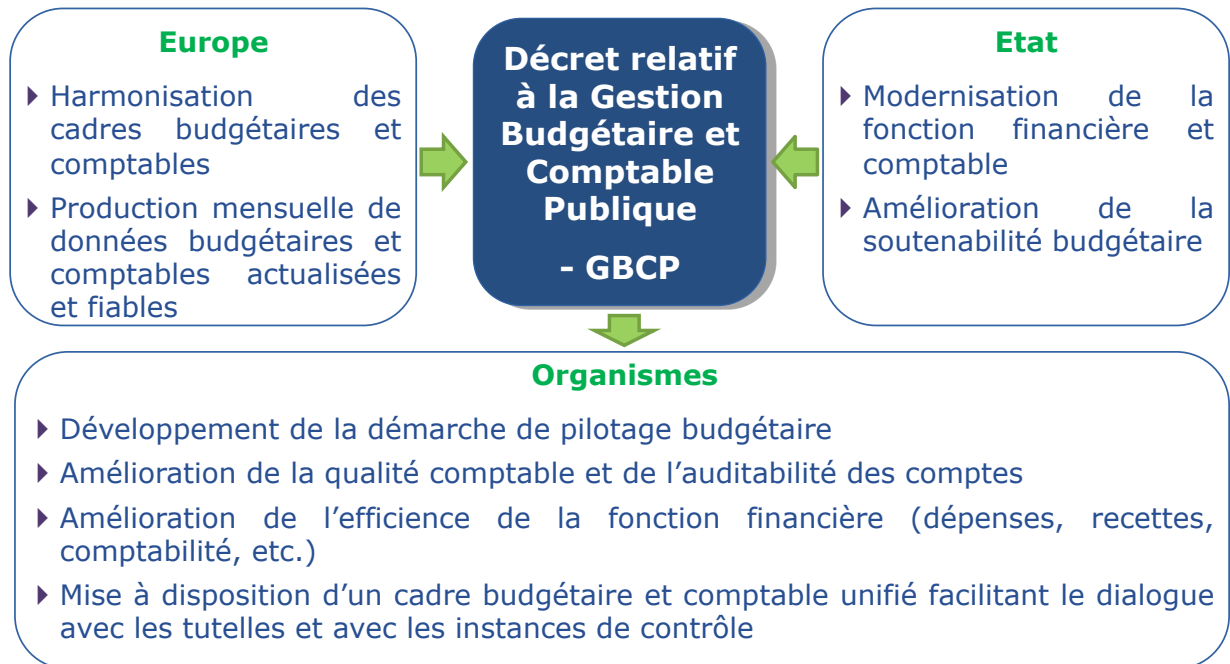 Europe
Harmonisation des
cadres budgétaires et
comptables
Production mensuelle de
données budgétaires et
comptables actualisées
et fiables
Décret relatif
à la Gestion
Budgétaire et
Comptable
Publique
- GBCP
Etat
Modernisation de la
fonction financière et
comptable
Amélioration de la
soutenabilité budgétaire
Organismes
Développement de la démarche de pilotage budgétaire
Amélioration de la qualité comptable et de l’auditabilité des comptes
Amélioration de l’efficience de la fonction financière (dépenses, recettes,
comptabilité, etc.)
Mise à disposition d’un cadre budgétaire et comptable unifié facilitant le dialogue
avec les tutelles et avec les instances de contrôle